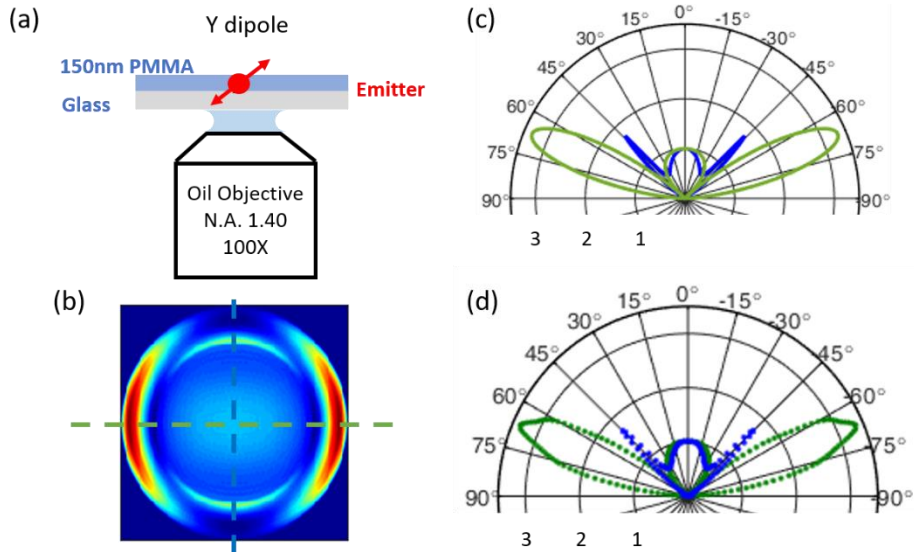 (a)
Y dipole
150nm PMMA
Emitter
Glass
Oil Objective
N.A. 1.40
100X
(b)
(c)
0°
15°
-15°
30°
-30°
45°
-45°
60°
-60°
75°
-75°
90°
-90°
3 2 1
(d)
0°
15°
-15°
30°
-30°
45°
-45°
60°
-60°
75°
-75°
90°
-90°
3 2 1